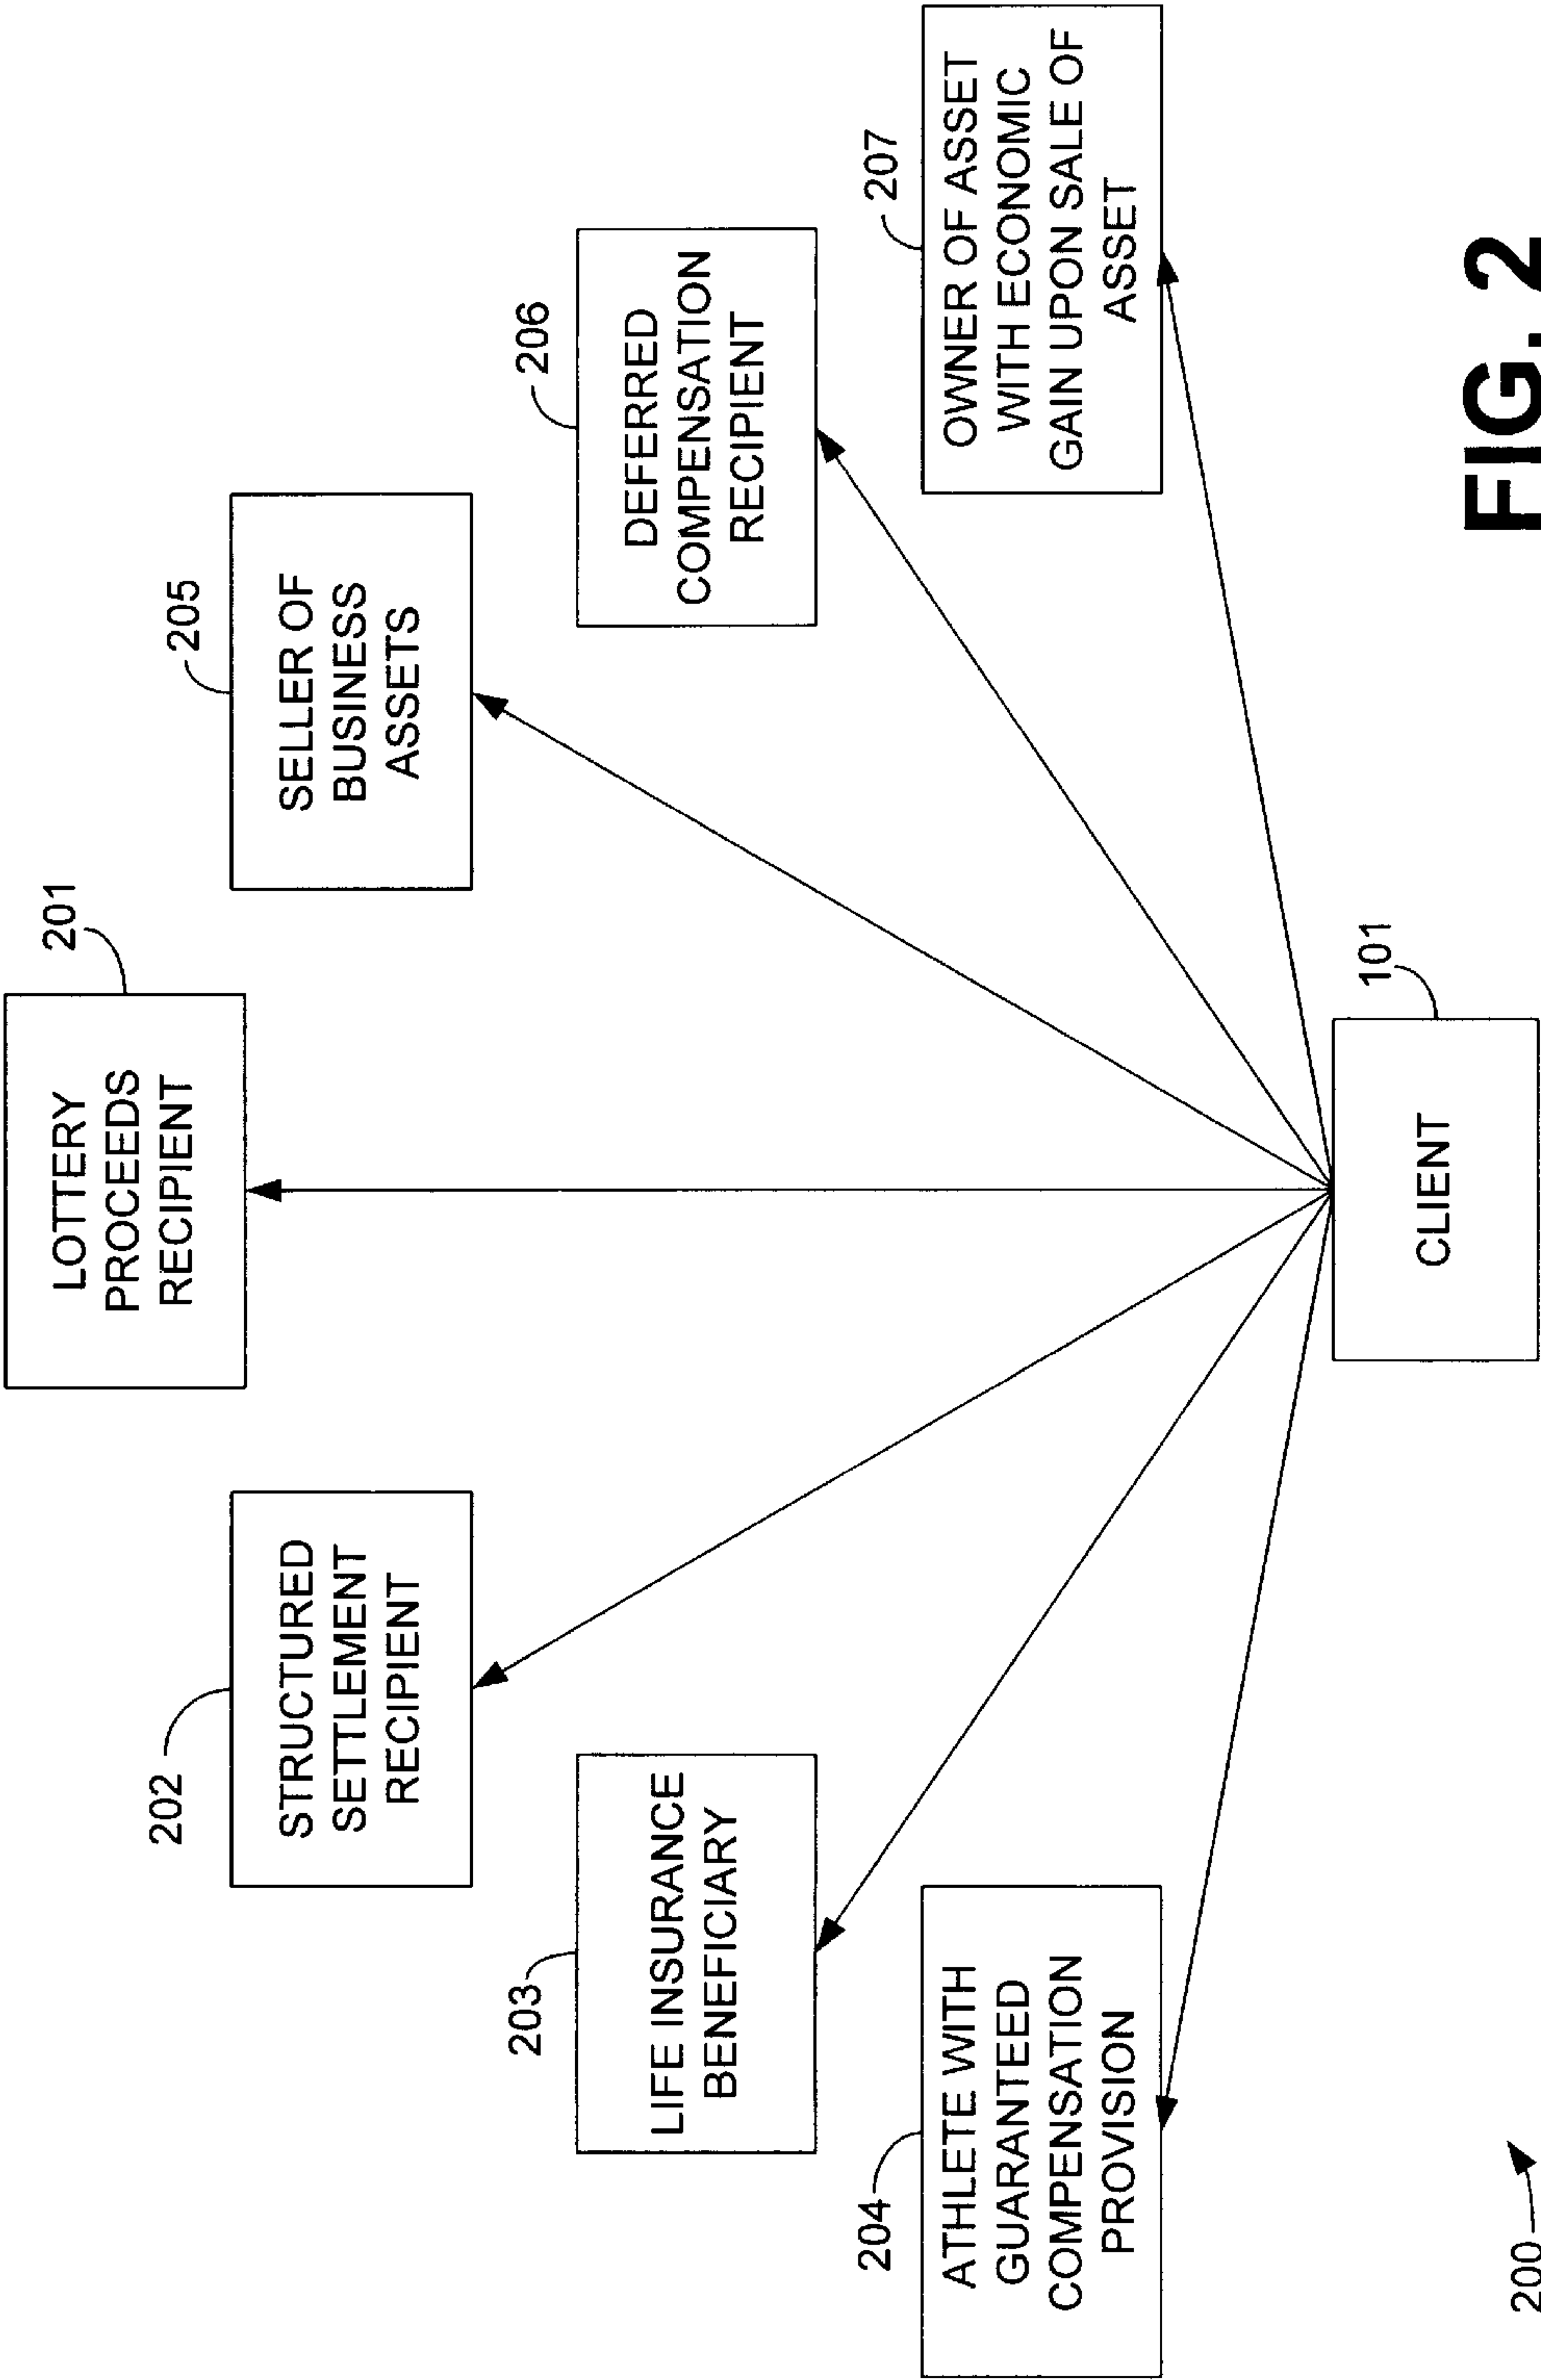 201
LOTTERY
PROCEEDS
RECIPIENT
202
STRUCTURED
SETTLEMENT
RECIPIENT
205
SELLER OF
BUSINESS
ASSETS
203
LIFE INSURANCE
BENEFICIARY
206
DEFERRED
COMPENSATION
RECIPIENT
204
ATHLETE WITH
GUARANTEED
COMPENSATION
PROVISION
207
OWNER OF ASSET
WITH ECONOMIC
GAIN UPON SALE OF
ASSET
101
CLIENT
200
FIG. 2